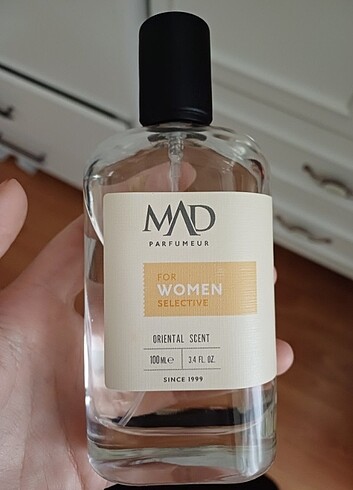 MAD
PARFUMEUR
FOR
WOMEN
SELECTIVE
ORIENTAL SCENT
100 ML℮ 3.4 FL. OZ.
SINCE 1999